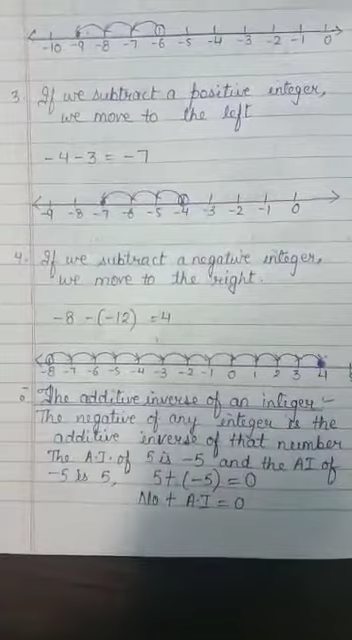 -10 -9 -8 -7 -6 -5 -4 -3 -2 -1 0
3. If we subtract a positive integer,
we move to the left
-4-3 = -7
-9 -8 -7 -6 -5 -4 -3 -2 -1 0
4. If we subtract a negative integer,
we move to the right.
-8 -(-12) = 4
-8 -7 -6 -5 -4 -3 -2 -1 0 1 2 3 4
The additive inverse of an intiger -
The negative of any integer is the
additive inverse of that number
The A.I. of 5 is -5 and the AI of
-5 is 5, 5+ (-5) = 0
No + A.I = 0